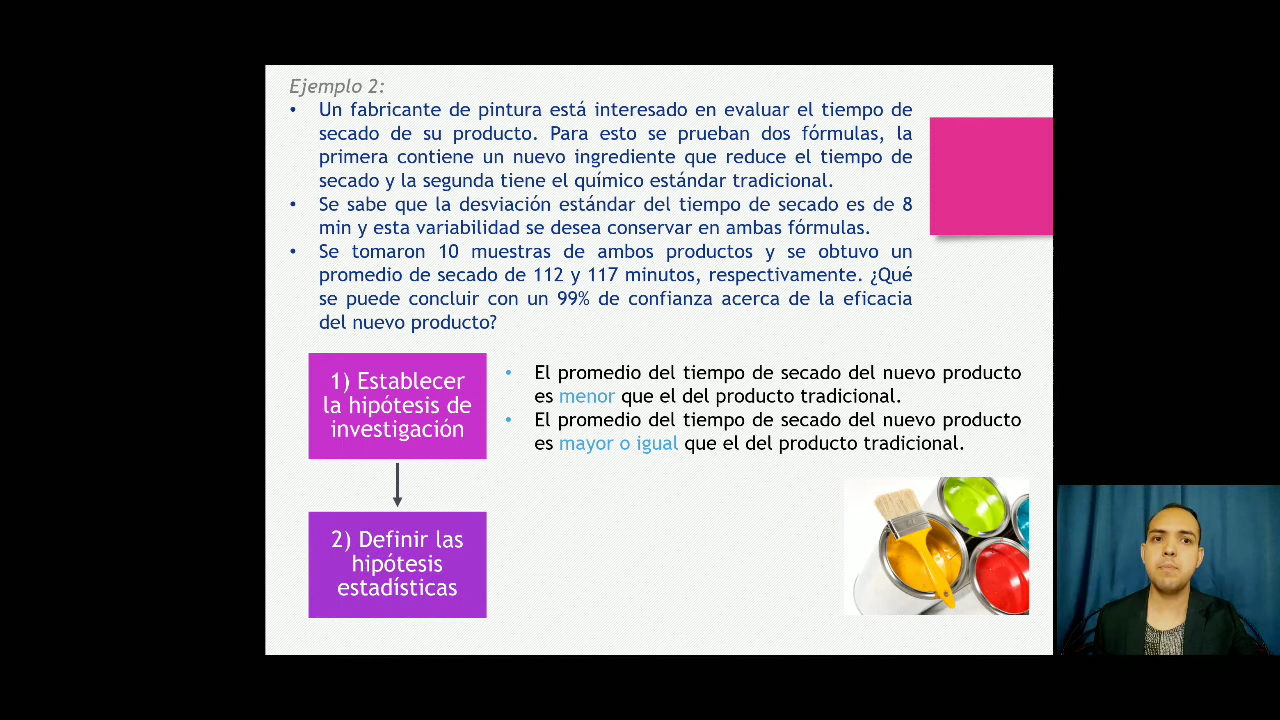 Ejemplo 2:
• Un fabricante de pintura está interesado en evaluar el tiempo de
secado de su producto. Para esto se prueban dos fórmulas, la
primera contiene un nuevo ingrediente que reduce el tiempo de
secado y la segunda tiene el químico estándar tradicional.
• Se sabe que la desviación estándar del tiempo de secado es de 8
min y esta variabilidad se desea conservar en ambas fórmulas.
• Se tomaron 10 muestras de ambos productos y se obtuvo un
promedio de secado de 112 y 117 minutos, respectivamente. ¿Qué
se puede concluir con un 99% de confianza acerca de la eficacia
del nuevo producto?
1) Establecer
la hipótesis de
investigación
• El promedio del tiempo de secado del nuevo producto
es menor que el del producto tradicional.
• El promedio del tiempo de secado del nuevo producto
es mayor o igual que el del producto tradicional.
2) Definir las
hipótesis
estadísticas